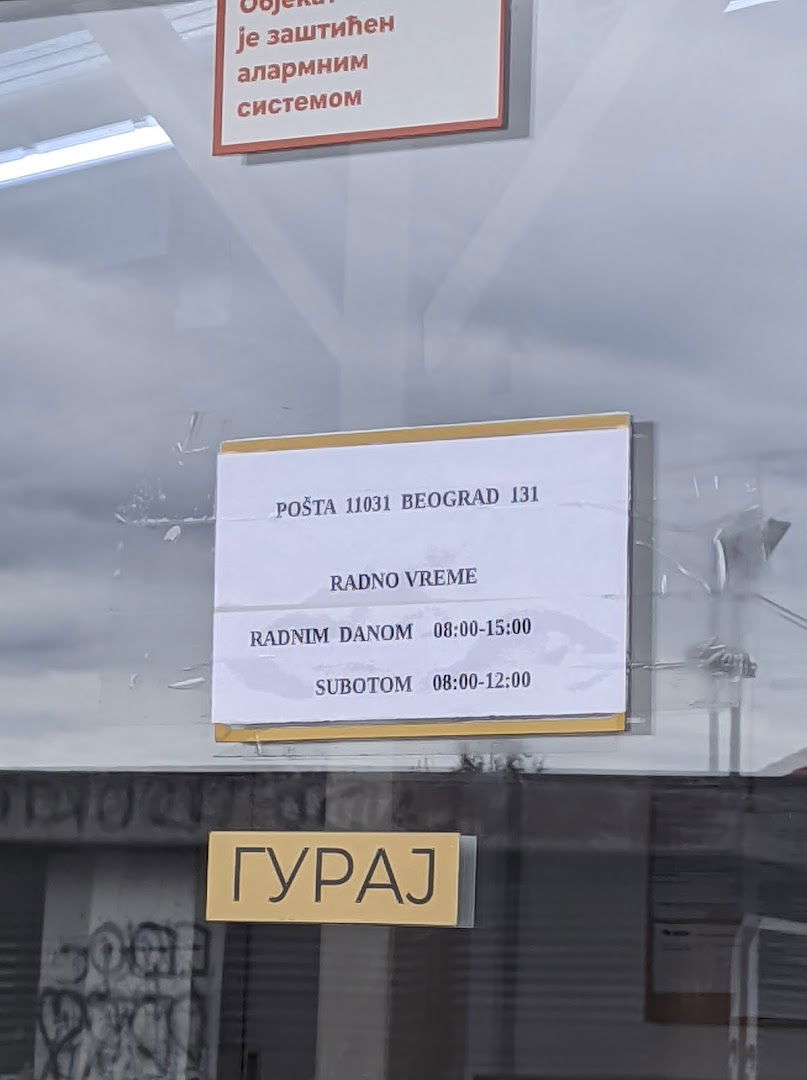 Објекат
је заштићен
алармним
системом
POŠTA 11031 BEOGRAD 131
RADNO VREME
RADNIM DANOM 08:00-15:00
SUBOTOM 08:00-12:00
ГУРАЈ